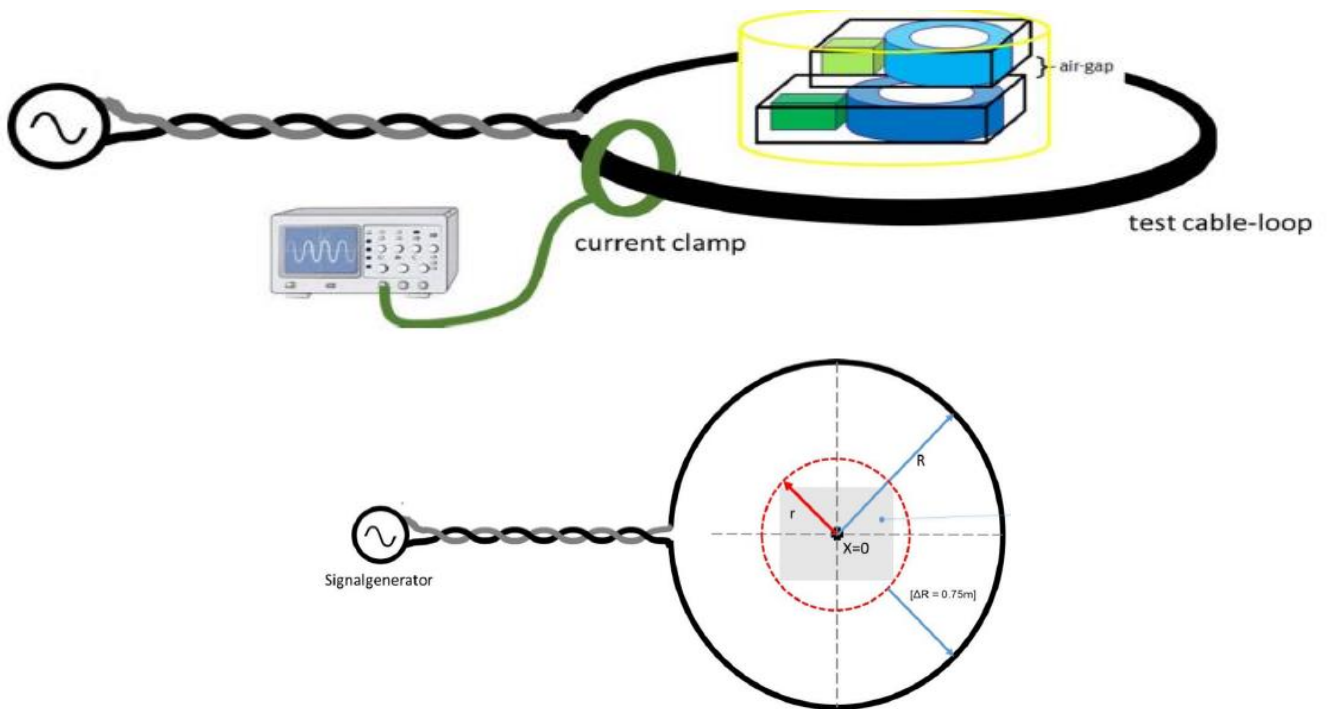 air-gap
current clamp
test cable-loop
R
r
X=0
[ΔR = 0.75m]
Signalgenerator